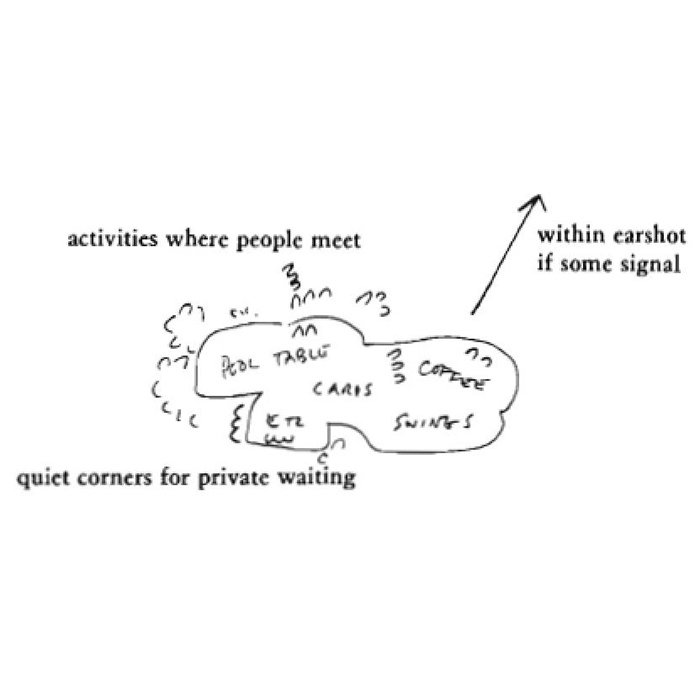 activities where people meet
within earshot
if some signal
POOL TABLE
COFFEE
CARDS
ETC
SWINGS
quiet corners for private waiting